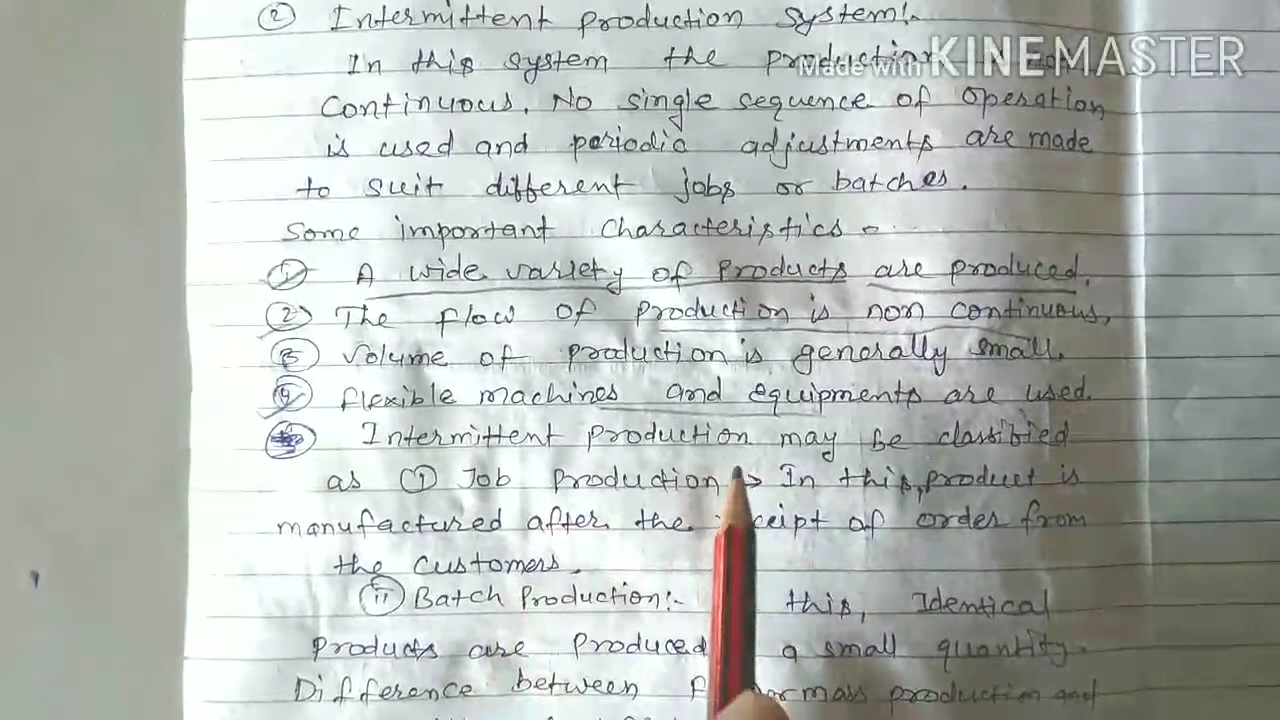 ② Intermittent production system:-
In this system the production
Made with KINEMASTER
Continuous. No single sequence of operation
is used and periodic adjustments are made
to suit different jobs or batches.
Some important characteristics
① A wide variety of products are produced.
② The flow of production is non continuous,
③ Volume of production is generally small.
④ flexible machines and equipments are used.
Intermittent production may be classified
as ① Job production → In this, product is
manufactured after the of order from
the customers.
(ii) Batch Production:- this, Identical
products are produced a small quantity.
Difference between mass production and